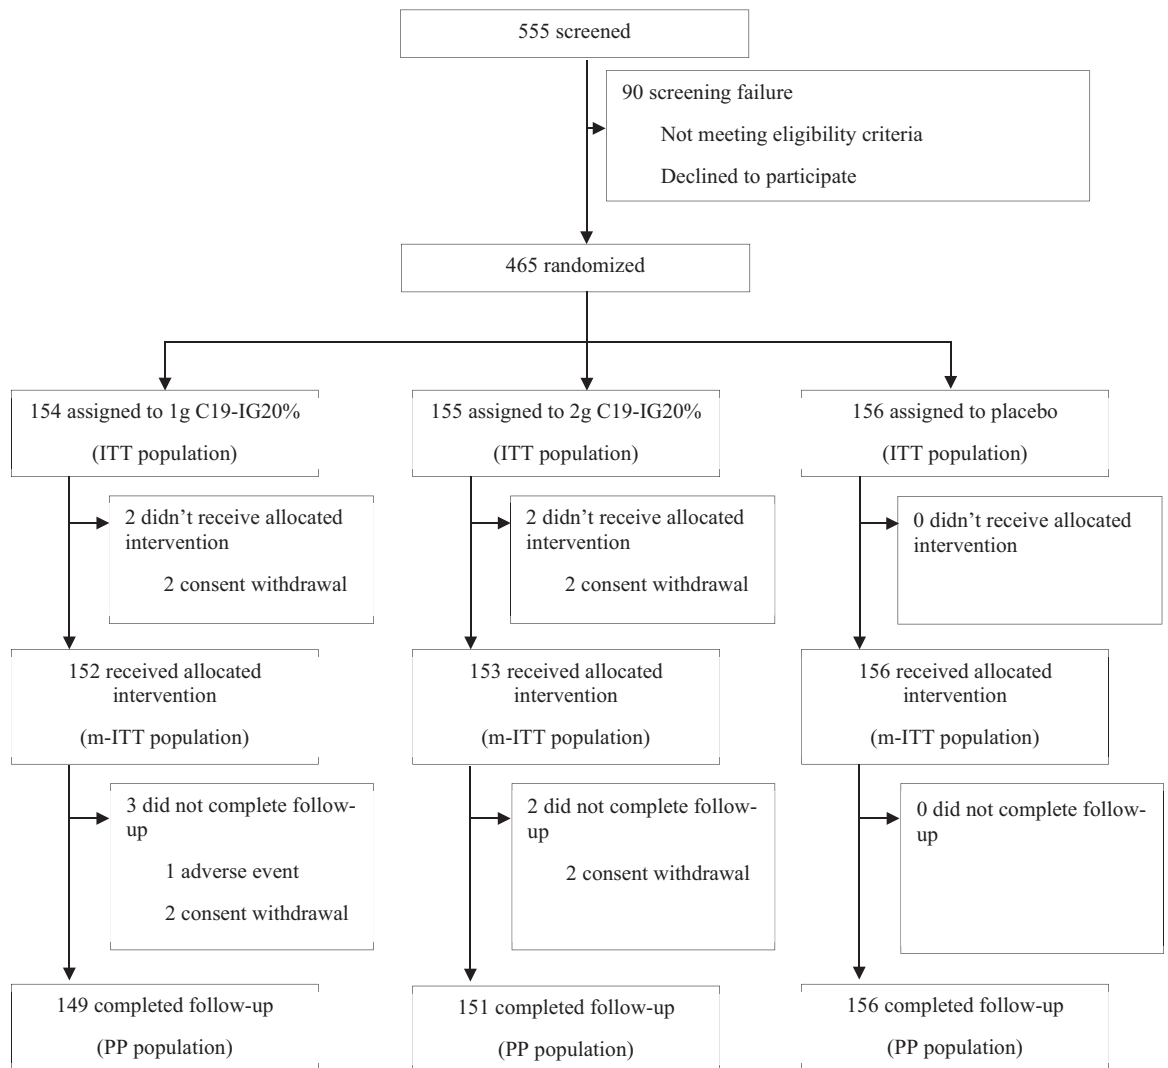 555 screened
90 screening failure
Not meeting eligibility criteria
Declined to participate
465 randomized
154 assigned to 1g C19-IG20%
(ITT population)
155 assigned to 2g C19-IG20%
(ITT population)
156 assigned to placebo
(ITT population)
2 didn’t receive allocated
intervention
2 consent withdrawal
2 didn’t receive allocated
intervention
2 consent withdrawal
0 didn’t receive allocated
intervention
152 received allocated
intervention
(m-ITT population)
153 received allocated
intervention
(m-ITT population)
156 received allocated
intervention
(m-ITT population)
3 did not complete follow-
up
1 adverse event
2 consent withdrawal
2 did not complete follow-
up
2 consent withdrawal
0 did not complete follow-
up
149 completed follow-up
(PP population)
151 completed follow-up
(PP population)
156 completed follow-up
(PP population)